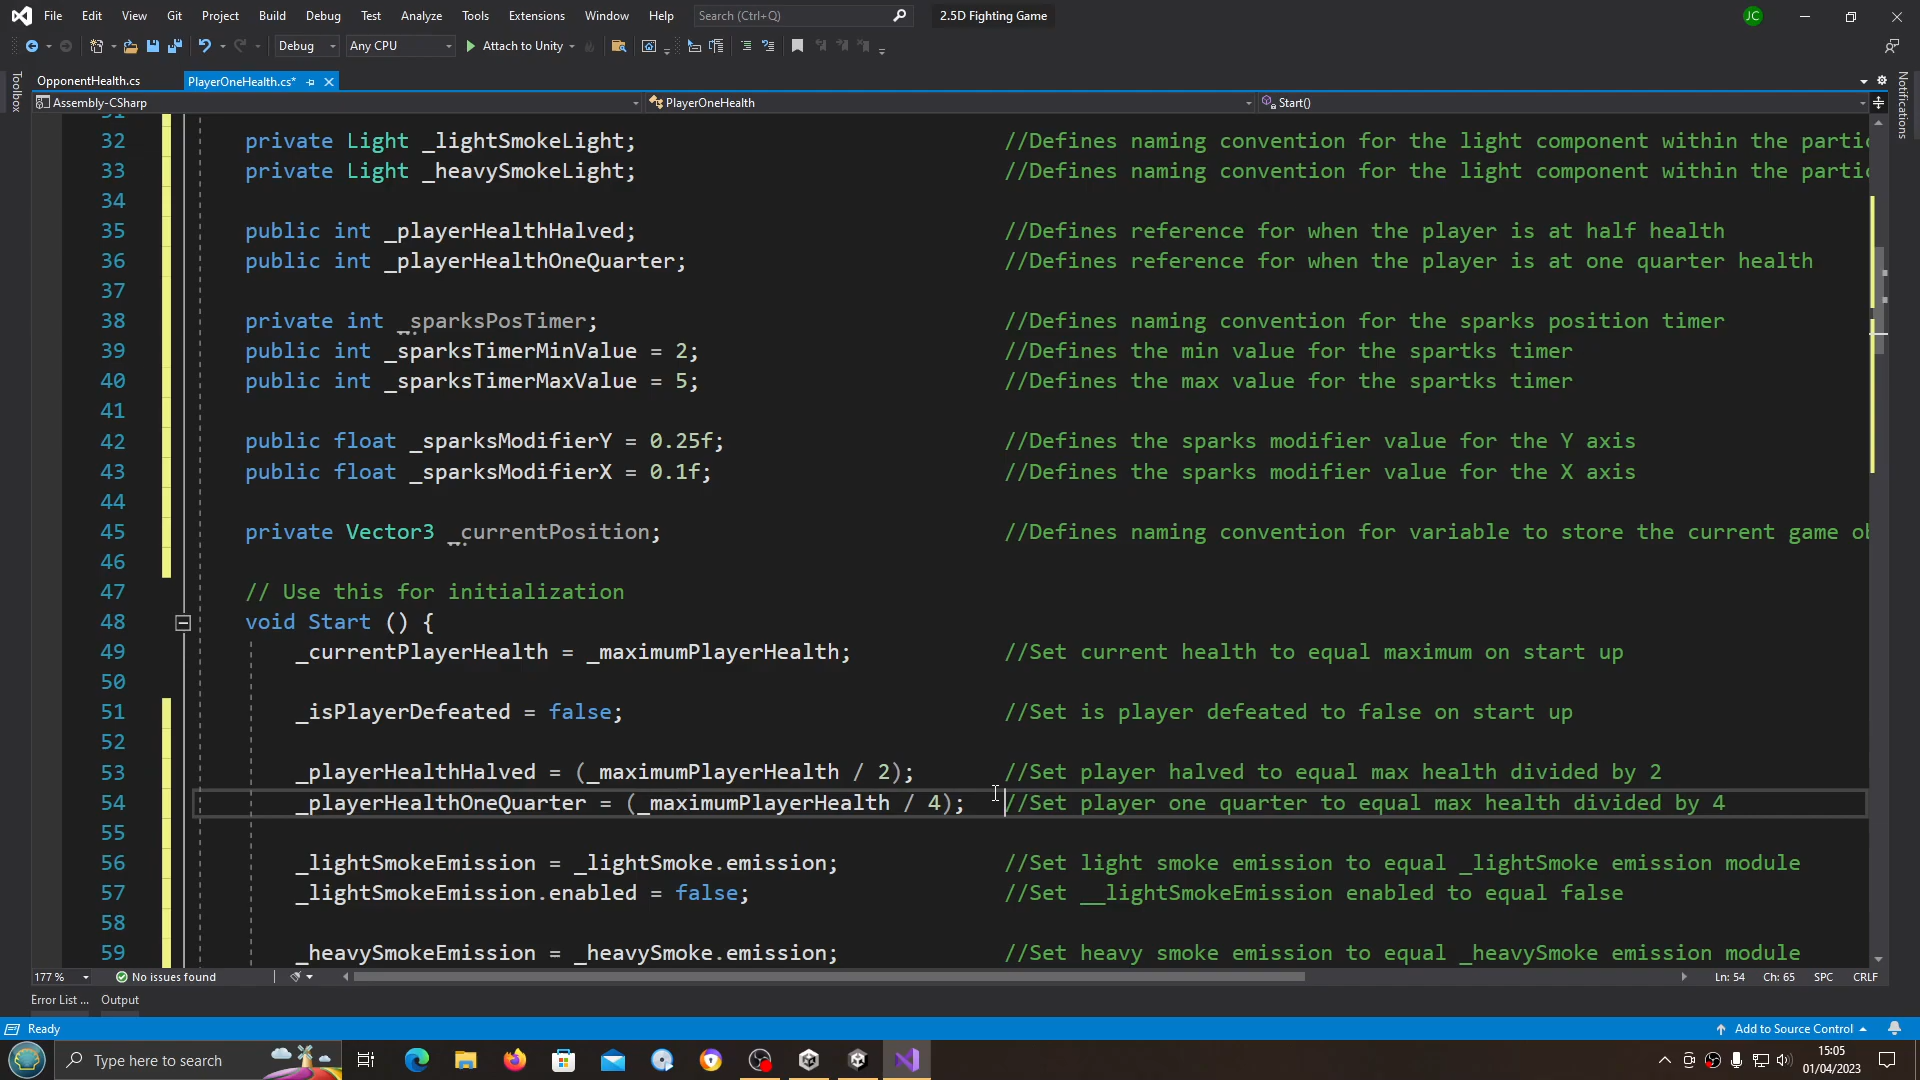 File Edit View Git Project Build Debug Test Analyze Tools Extensions Window Help Search (Ctrl+Q) 2.5D Fighting Game JC
Debug Any CPU Attach to Unity
Toolbox
OpponentHealth.cs PlayerOneHealth.cs*
Notifications
Assembly-CSharp PlayerOneHealth Start()
31
32 private Light _lightSmokeLight; //Defines naming convention for the light component within the partic
33 private Light _heavySmokeLight; //Defines naming convention for the light component within the partic
34
35 public int _playerHealthHalved; //Defines reference for when the player is at half health
36 public int _playerHealthOneQuarter; //Defines reference for when the player is at one quarter health
37
38 private int _sparksPosTimer; //Defines naming convention for the sparks position timer
39 public int _sparksTimerMinValue = 2; //Defines the min value for the spartks timer
40 public int _sparksTimerMaxValue = 5; //Defines the max value for the spartks timer
41
42 public float _sparksModifierY = 0.25f; //Defines the sparks modifier value for the Y axis
43 public float _sparksModifierX = 0.1f; //Defines the sparks modifier value for the X axis
44
45 private Vector3 _currentPosition; //Defines naming convention for variable to store the current game ob
46
47 // Use this for initialization
48 void Start () {
49 _currentPlayerHealth = _maximumPlayerHealth; //Set current health to equal maximum on start up
50
51 _isPlayerDefeated = false; //Set is player defeated to false on start up
52
53 _playerHealthHalved = (_maximumPlayerHealth / 2); //Set player halved to equal max health divided by 2
54 _playerHealthOneQuarter = (_maximumPlayerHealth / 4); //Set player one quarter to equal max health divided by 4
55
56 _lightSmokeEmission = _lightSmoke.emission; //Set light smoke emission to equal _lightSmoke emission module
57 _lightSmokeEmission.enabled = false; //Set __lightSmokeEmission enabled to equal false
58
59 _heavySmokeEmission = _heavySmoke.emission; //Set heavy smoke emission to equal _heavySmoke emission module
177 % No issues found Ln: 54 Ch: 65 SPC CRLF
Error List ... Output
Ready Add to Source Control
Type here to search 15:05
01/04/2023